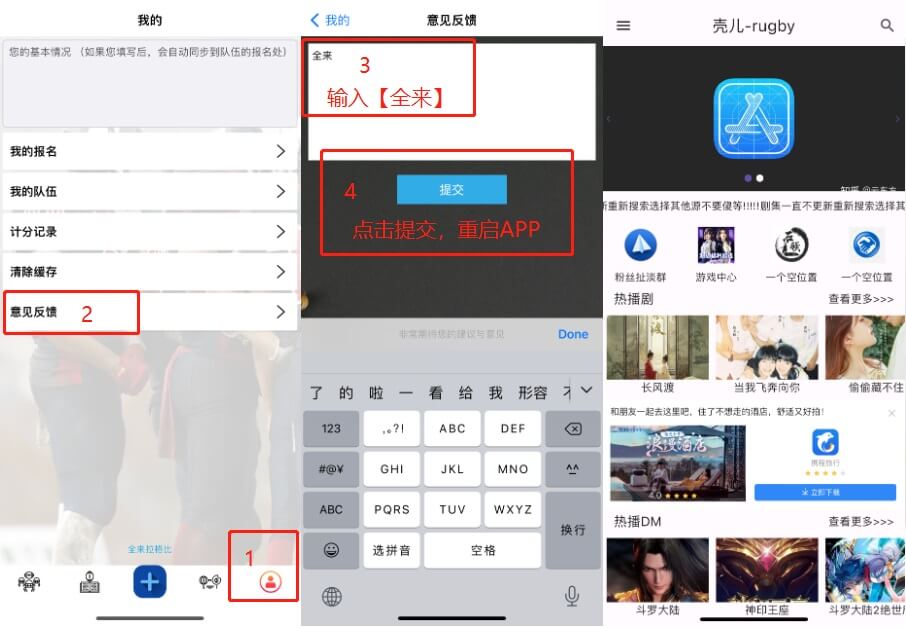 我的
您的基本情况 （如果您填写后，会自动同步到队伍的报名处）
我的报名
我的队伍
计分记录
清除缓存
意见反馈
2
全来拉格比
1
我的
意见反馈
全来
3
输入【全来】
4
提交
点击提交，重启APP
非常期待您的建议与意见
Done
了 的 啦 一 看 给 我 形容
123
,。?!
ABC
DEF
#@¥
GHI
JKL
MNO
^^
ABC
PQRS
TUV
WXYZ
换行
选拼音
空格
壳儿-rugby
重新搜索选择其他源不要傻等!!!!!剧集一直不更新重新搜索选择其
粉丝扯淡群
游戏中心
一个空位置
一个空位置
热播剧
查看更多>>>
长风渡
当我飞奔向你
偷偷藏不住
和朋友一起去这里吧、住了不想走的酒店，舒适又好拍！
浪漫酒店
4.0
携程旅行
立即下载
热播DM
查看更多>>>
斗罗大陆
神印王座
斗罗大陆2绝世